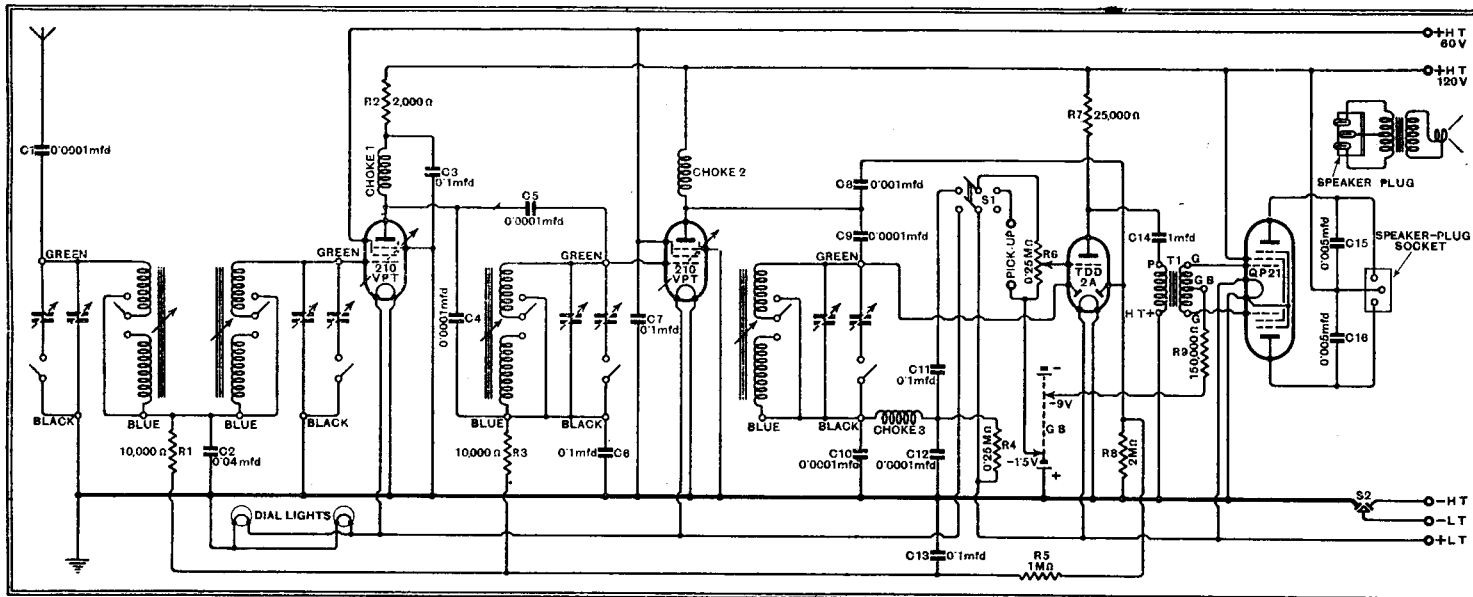 +HT
60V
+HT
120V
R2
2,000Ω
R7
25,000Ω
C1
0·0001mfd
CHOKE 1
C3
0·1mfd
CHOKE 2
C8
0·001mfd
S1
SPEAKER PLUG
C5
0·0001mfd
C9
0·0001mfd
PICK-UP
R6
0·25MΩ
C14
1mfd
C15
0·005mfd
SPEAKER-PLUG
SOCKET
GREEN
GREEN
GREEN
GREEN
210
VPT
210
VPT
TDD
2A
P
T1
G
GB
G
HT+
QP21
C4
0·0001mfd
C7
0·1mfd
C11
0·1mfd
R9
150,000Ω
C16
0·005mfd
-
-9V
GB
-1·5V
+
BLACK
BLUE
BLUE
BLACK
BLUE
BLACK
BLUE
BLACK
CHOKE 3
10,000Ω
R1
C2
0·04mfd
10,000Ω
R3
0·1mfd
C6
C10
0·0001mfd
C12
0·0001mfd
R4
0·25MΩ
R8
2MΩ
S2
-HT
-LT
+LT
DIAL LIGHTS
C13
0·1mfd
R5
1MΩ